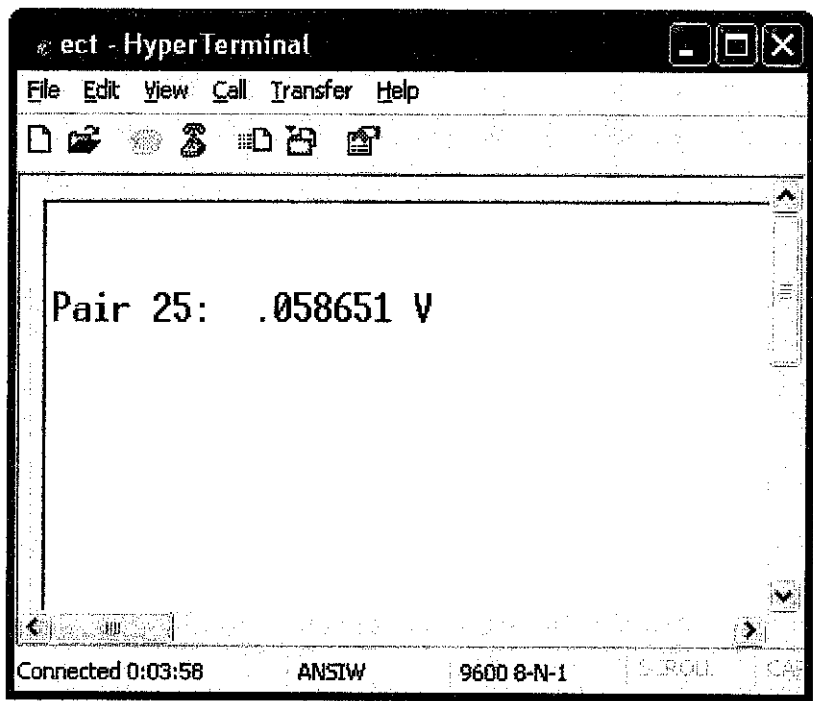 ect - HyperTerminal
File Edit View Call Transfer Help
Pair 25: .058651 V
Connected 0:03:58 ANSIW 9600 8-N-1 SCROLL